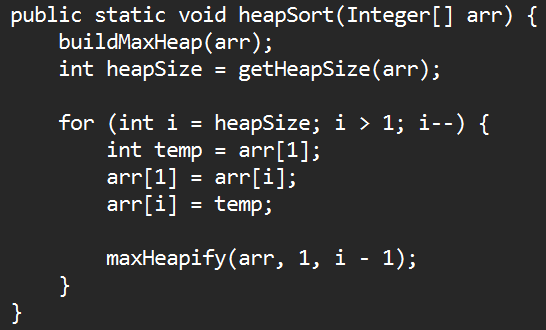 public static void heapSort(Integer[] arr) {
    buildMaxHeap(arr);
    int heapSize = getHeapSize(arr);

    for (int i = heapSize; i > 1; i--) {
        int temp = arr[1];
        arr[1] = arr[i];
        arr[i] = temp;

        maxHeapify(arr, 1, i - 1);
    }
}